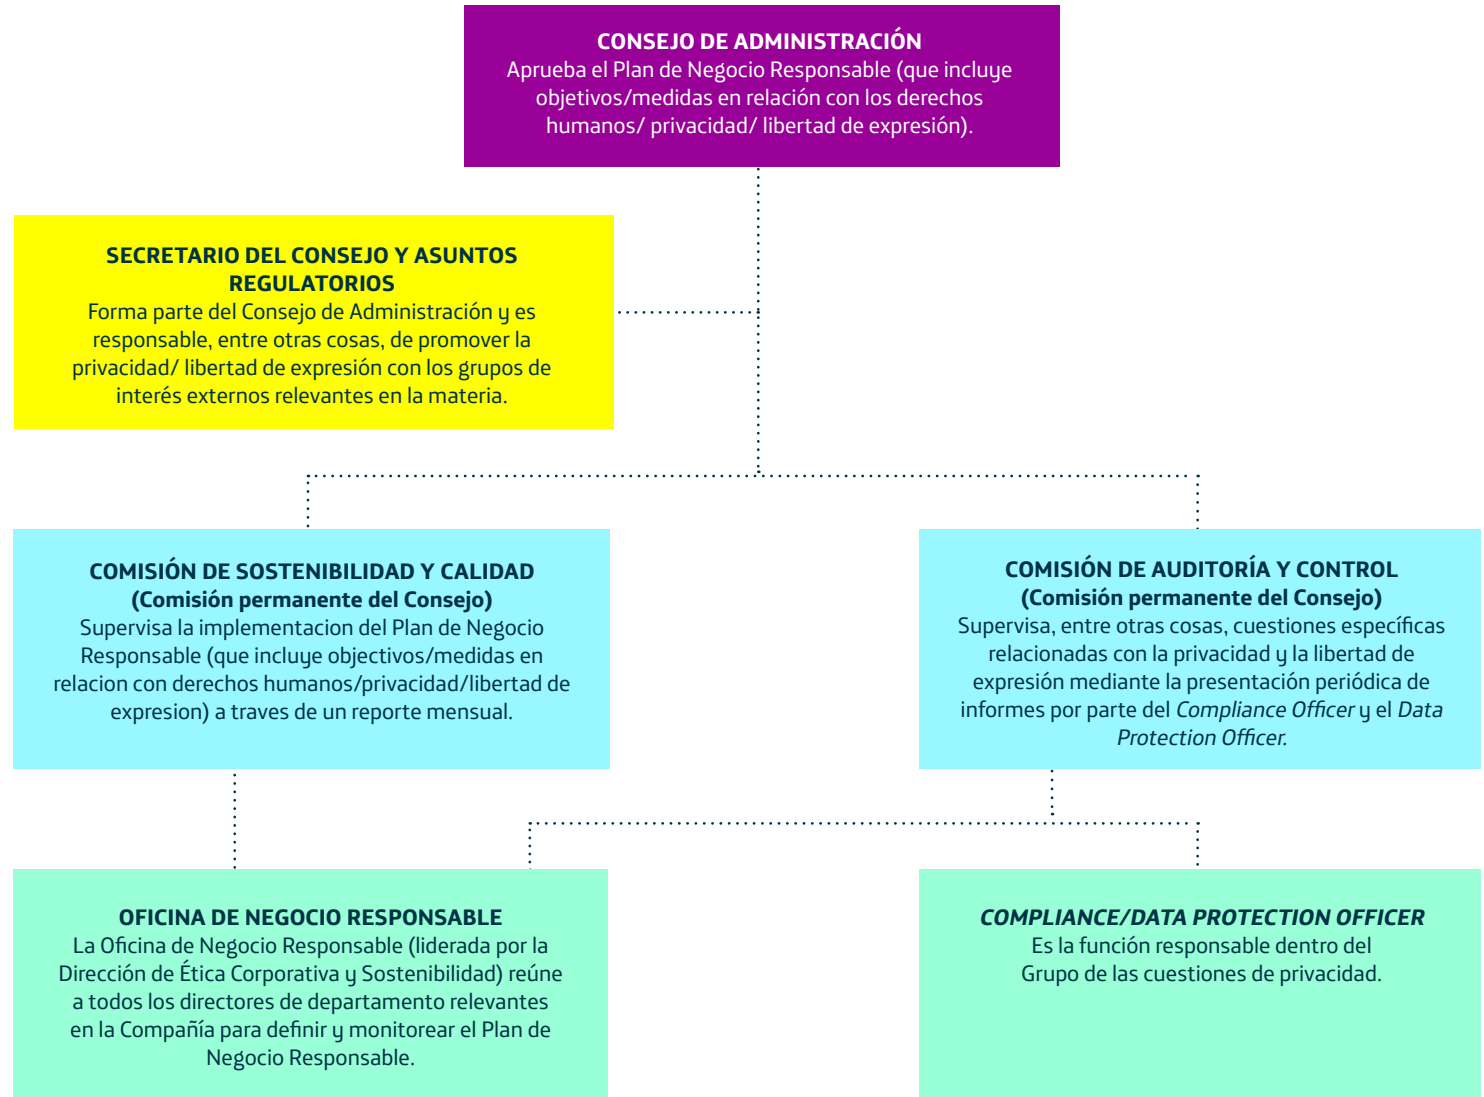 CONSEJO DE ADMINISTRACIÓN
Aprueba el Plan de Negocio Responsable (que incluye
objetivos/medidas en relación con los derechos
humanos/ privacidad/ libertad de expresión).
SECRETARIO DEL CONSEJO Y ASUNTOS
REGULATORIOS
Forma parte del Consejo de Administración y es
responsable, entre otras cosas, de promover la
privacidad/ libertad de expresión con los grupos de
interés externos relevantes en la materia.
COMISIÓN DE SOSTENIBILIDAD Y CALIDAD
(Comisión permanente del Consejo)
Supervisa la implementacion del Plan de Negocio
Responsable (que incluye objectivos/medidas en
relacion con derechos humanos/privacidad/libertad de
expresion) a traves de un reporte mensual.
COMISIÓN DE AUDITORÍA Y CONTROL
(Comisión permanente del Consejo)
Supervisa, entre otras cosas, cuestiones específicas
relacionadas con la privacidad y la libertad de
expresión mediante la presentación periódica de
informes por parte del Compliance Officer y el Data
Protection Officer.
OFICINA DE NEGOCIO RESPONSABLE
La Oficina de Negocio Responsable (liderada por la
Dirección de Ética Corporativa y Sostenibilidad) reúne
a todos los directores de departamento relevantes
en la Compañía para definir y monitorear el Plan de
Negocio Responsable.
COMPLIANCE/DATA PROTECTION OFFICER
Es la función responsable dentro del
Grupo de las cuestiones de privacidad.